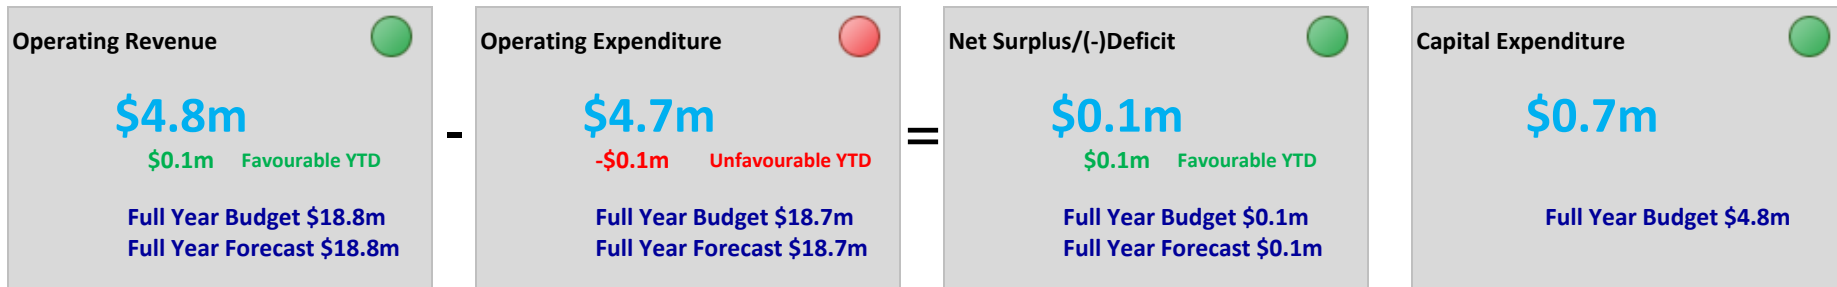 Operating Revenue
$4.8m
$0.1m Favourable YTD
Full Year Budget $18.8m
Full Year Forecast $18.8m
-
Operating Expenditure
$4.7m
-$0.1m Unfavourable YTD
Full Year Budget $18.7m
Full Year Forecast $18.7m
=
Net Surplus/(-)Deficit
$0.1m
$0.1m Favourable YTD
Full Year Budget $0.1m
Full Year Forecast $0.1m
Capital Expenditure
$0.7m
Full Year Budget $4.8m